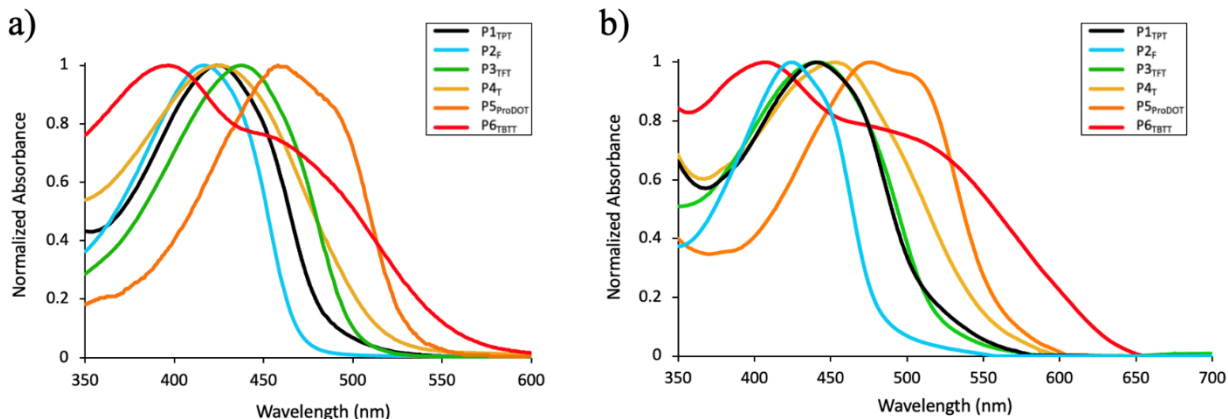 a)
P1TPT
P2F
P3TFT
P4T
P5ProDOT
P6TBTT
1
0.8
0.6
0.4
0.2
0
Normalized Absorbance
350 400 450 500 550 600
Wavelength (nm)
b)
P1TPT
P2F
P3TFT
P4T
P5ProDOT
P6TBTT
1
0.8
0.6
0.4
0.2
0
Normalized Absorbance
350 400 450 500 550 600 650 700
Wavelength (nm)